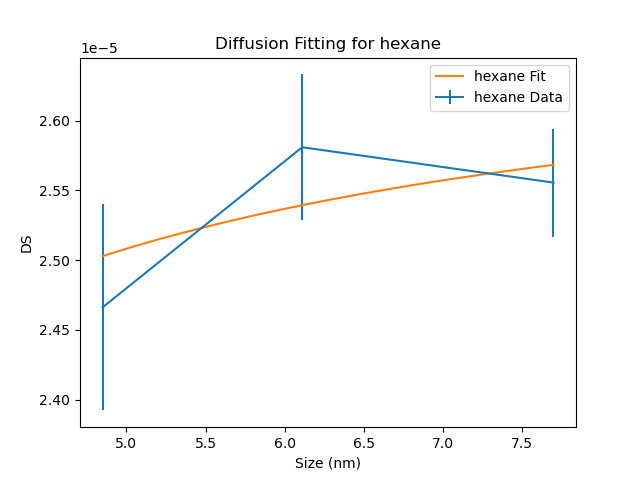 Diffusion Fitting for hexane
1e−5
hexane Fit
hexane Data
2.60
2.55
2.50
2.45
2.40
DS
5.0 5.5 6.0 6.5 7.0 7.5
Size (nm)